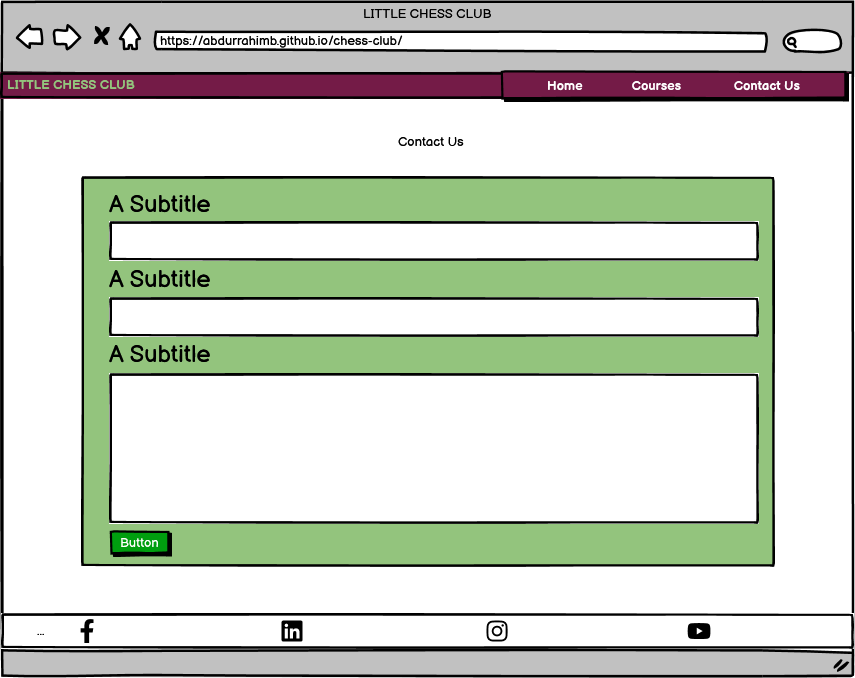 LITTLE CHESS CLUB
https://abdurrahimb.github.io/chess-club/
LITTLE CHESS CLUB
Home Courses Contact Us
Contact Us
A Subtitle
A Subtitle
A Subtitle
Button
...